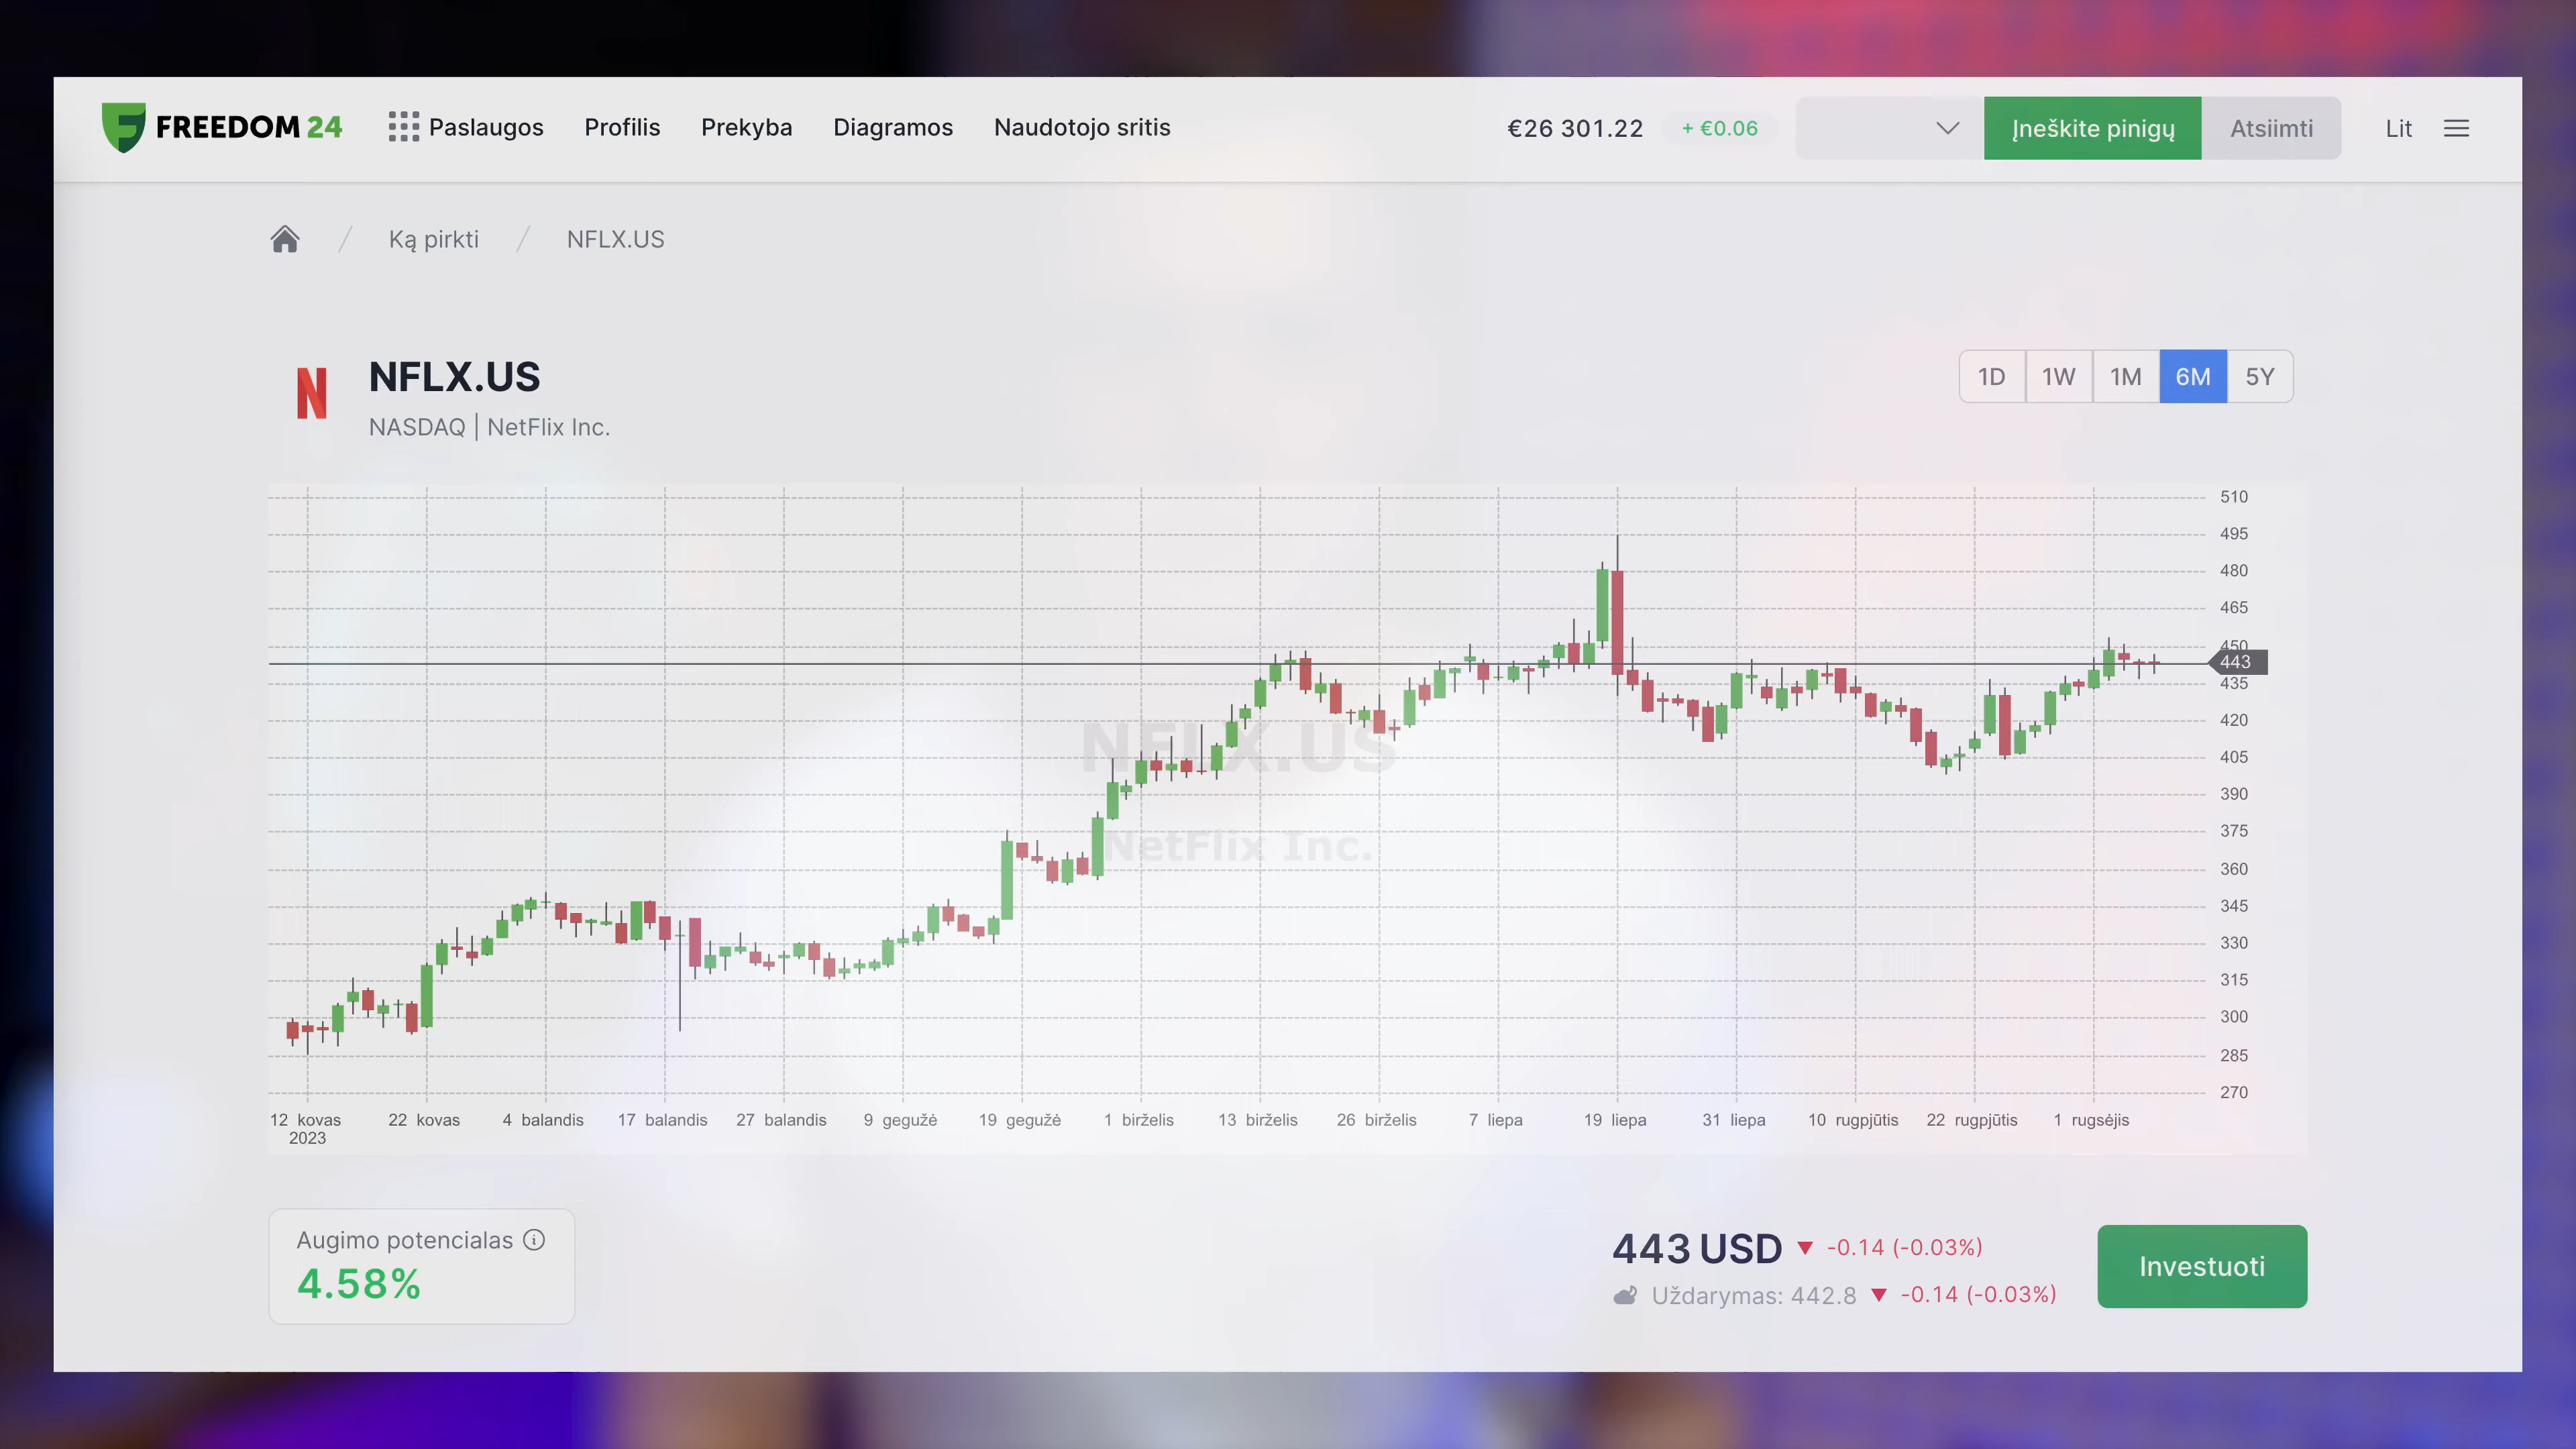 FREEDOM 24 Paslaugos Profilis Prekyba Diagramos Naudotojo sritis €26 301.22 + €0.06 Įneškite pinigų Atsiimti Lit
Ką pirkti / NFLX.US
NFLX.US
NASDAQ | NetFlix Inc.
1D 1W 1M 6M 5Y
NFLX.US
NetFlix Inc.
510
495
480
465
450
443
435
420
405
390
375
360
345
330
315
300
285
270
12 kovas 22 kovas 4 balandis 17 balandis 27 balandis 9 gegužė 19 gegužė 1 birželis 13 birželis 26 birželis 7 liepa 19 liepa 31 liepa 10 rugpjūtis 22 rugpjūtis 1 rugsėjis
2023
Augimo potencialas
4.58%
443 USD -0.14 (-0.03%)
Uždarymas: 442.8 -0.14 (-0.03%)
Investuoti